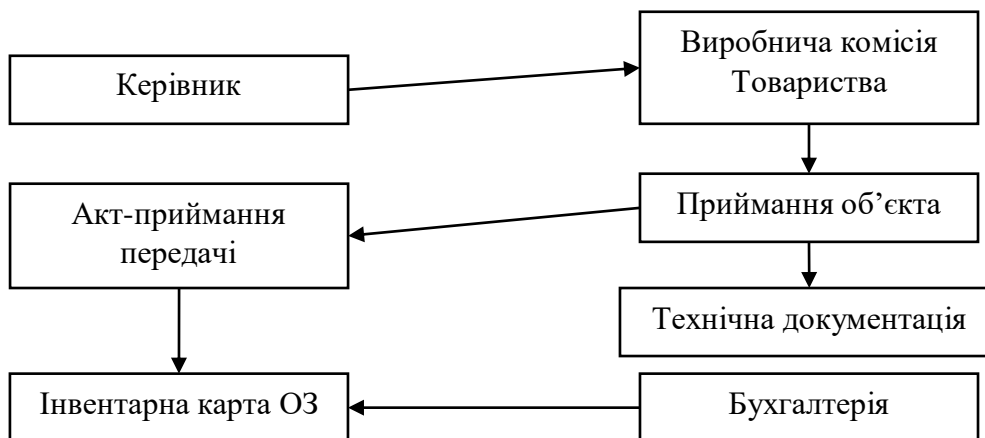 Керівник
Виробнича комісія
Товариства
Акт-приймання
передачі
Приймання об’єкта
Технічна документація
Інвентарна карта ОЗ
Бухгалтерія